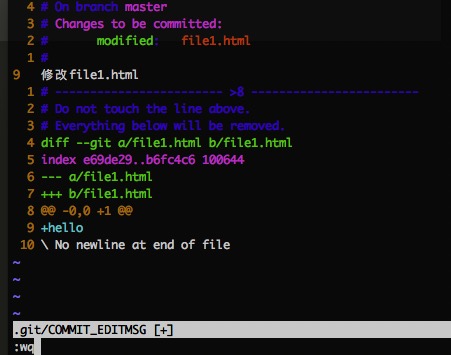 4 # On branch master
3 # Changes to be committed:
2 #       modified:   file1.html
1 #
9   修改file1.html
1 # ------------------------ >8 ------------------------
2 # Do not touch the line above.
3 # Everything below will be removed.
4 diff --git a/file1.html b/file1.html
5 index e69de29..b6fc4c6 100644
6 --- a/file1.html
7 +++ b/file1.html
8 @@ -0,0 +1 @@
9 +hello
10 \ No newline at end of file
~
~
~
~
.git/COMMIT_EDITMSG [+]
:wq